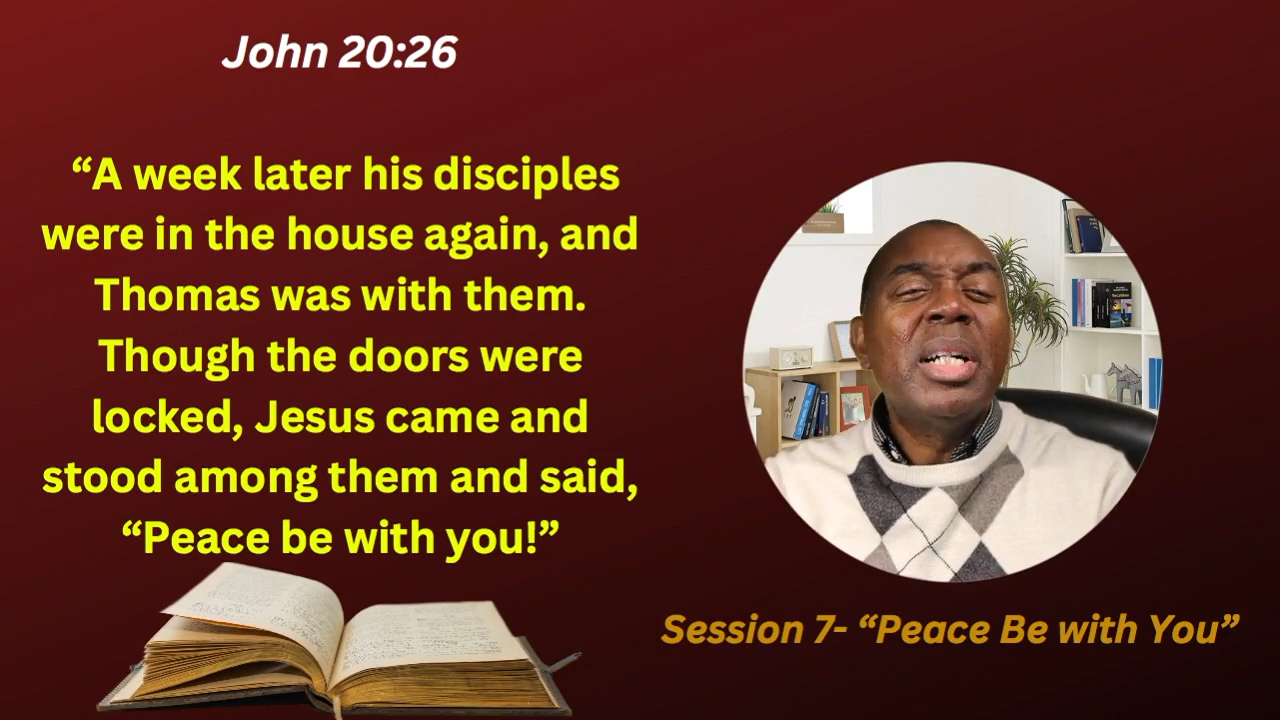 John 20:26
“A week later his disciples
were in the house again, and
Thomas was with them.
Though the doors were
locked, Jesus came and
stood among them and said,
“Peace be with you!”
Session 7- “Peace Be with You”